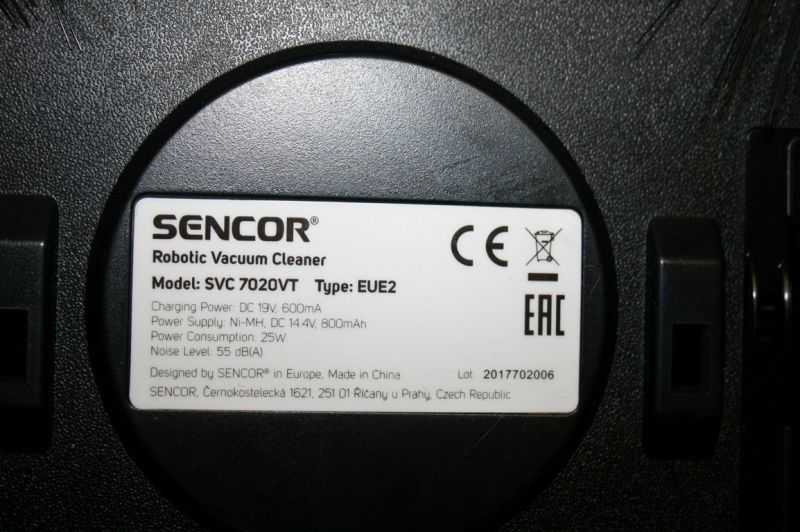 SENCOR®
Robotic Vacuum Cleaner
Model: SVC 7020VT Type: EUE2
Charging Power: DC 19V, 600mA
Power Supply: Ni-MH, DC 14.4V, 800mAh
Power Consumption: 25W
Noise Level: 55 dB(A)
Designed by SENCOR® in Europe, Made in China
Lot: 2017702006
SENCOR, Černokostelecká 1621, 251 01 Říčany u Prahy, Czech Republic
CE
EAC